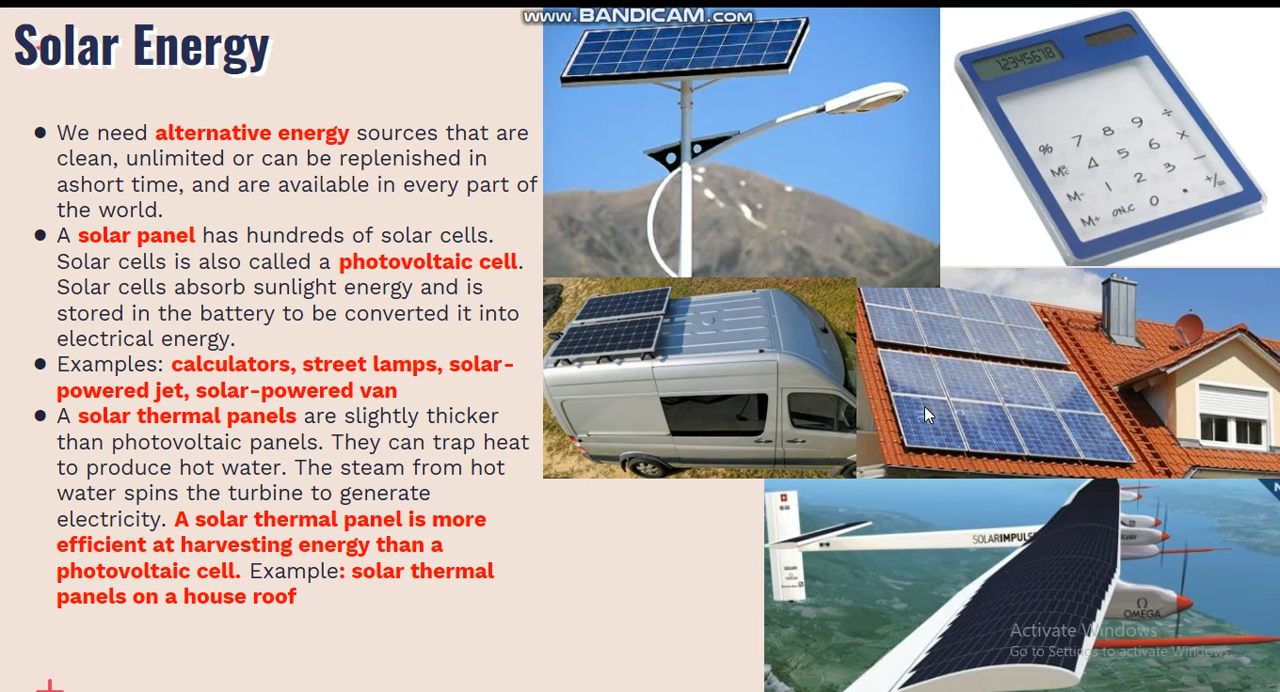 www.BANDICAM.com
Solar Energy
● We need alternative energy sources that are
clean, unlimited or can be replenished in
ashort time, and are available in every part of
the world.
● A solar panel has hundreds of solar cells.
Solar cells is also called a photovoltaic cell.
Solar cells absorb sunlight energy and is
stored in the battery to be converted it into
electrical energy.
● Examples: calculators, street lamps, solar-
powered jet, solar-powered van
● A solar thermal panels are slightly thicker
than photovoltaic panels. They can trap heat
to produce hot water. The steam from hot
water spins the turbine to generate
electricity. A solar thermal panel is more
efficient at harvesting energy than a
photovoltaic cell. Example: solar thermal
panels on a house roof
12345678
% 7 8 9 ÷
4 5 6 ×
M- 1 2 3 −
M+ ON.C 0 . +/=
SOLARIMPULSE
Ω
OMEGA
Activate Windows
Go to Settings to activate Windows.